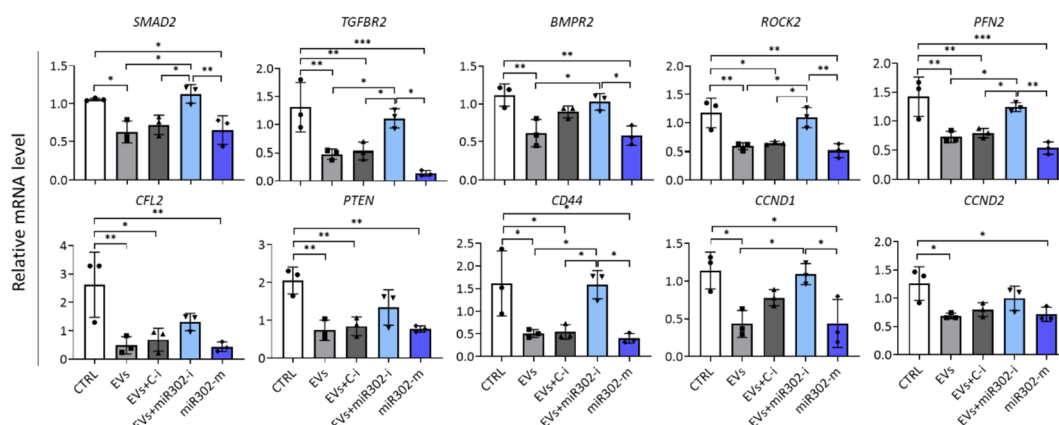 SMAD2 TGFBR2 BMPR2 ROCK2 PFN2
* *** ** ** ***
* ** * **
* * ** ** * ** * ** * ** * *
* ** * * * * **
1.5 2.0 1.5 2.0 2.0
1.0 1.5 1.0 1.5 1.5
0.5 1.0 0.5 1.0 1.0
0.0 0.5 0.0 0.5 0.5
0.0 0.0 0.0
Relative mRNA level
CFL2 PTEN CD44 CCND1 CCND2
** ** * * *
* ** * * * *
** ** * * * * *
4 3 2.5 1.5 2.0
3 2 2.0 1.0 1.5
2 1 1.5 0.5 1.0
1 0 1.0 0.0 0.5
0 0.5 0.0
0.0
CTRL EVs EVs+C-i EVs+miR302-i miR302-m
CTRL EVs EVs+C-i EVs+miR302-i miR302-m
CTRL EVs EVs+C-i EVs+miR302-i miR302-m
CTRL EVs EVs+C-i EVs+miR302-i miR302-m
CTRL EVs EVs+C-i EVs+miR302-i miR302-m